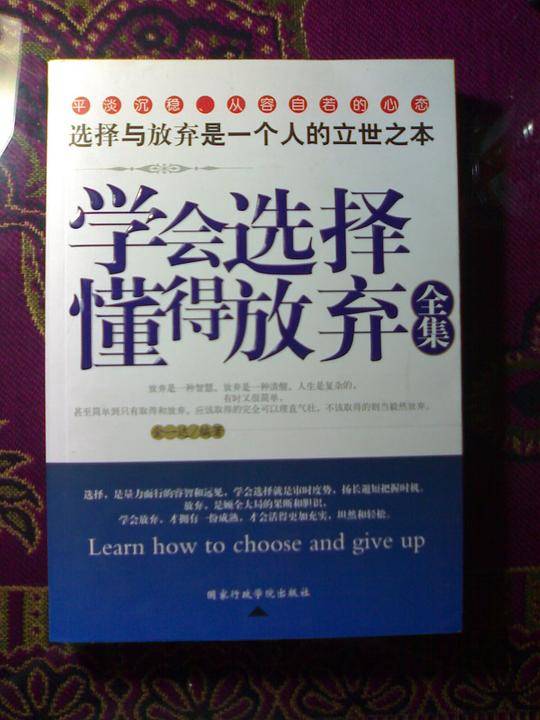 平淡沉稳、从容自若的心态
选择与放弃是一个人的立世之本
学会选择
懂得放弃
全集
放弃是一种智慧，放弃是一种清醒。人生是复杂的，
有时又很简单，
甚至简单到只有取得和放弃。应该取得的完全可以理直气壮，不该取得的则当毅然放弃。
编著
选择，是量力而行的睿智和远见，学会选择就是审时度势，扬长避短把握时机。
放弃，是顾全大局的果断和胆识，
学会放弃，才拥有一份成熟，才会活得更加充实，坦然和轻松。
Learn how to choose and give up
国家行政学院出版社